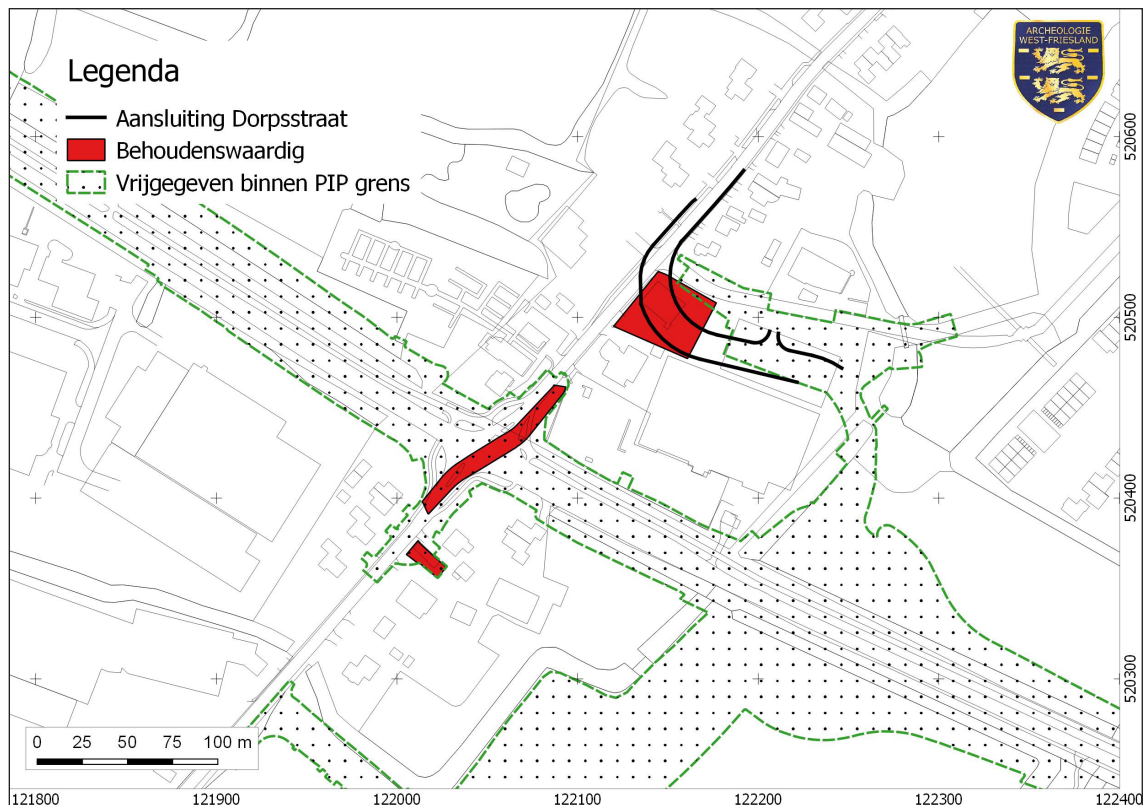 ARCHEOLOGIE
WEST-FRIESLAND
Legenda
Aansluiting Dorpsstraat
Behoudenswaardig
Vrijgegeven binnen PIP grens
520600
520500
520400
520300
0 25 50 75 100 m
121800 121900 122000 122100 122200 122300 122400